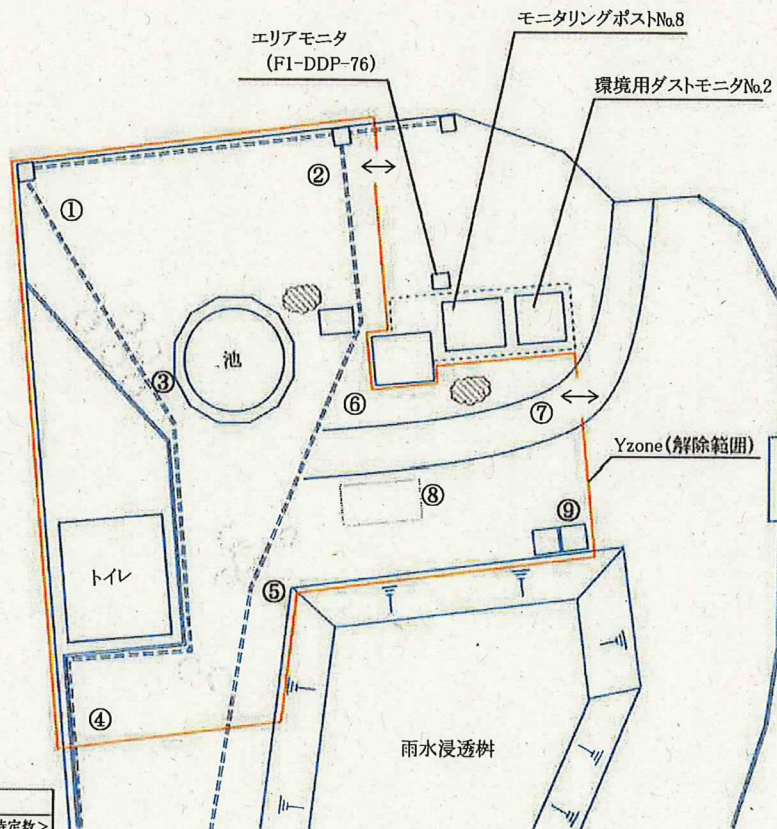 モニタリングポストNo.8
エリアモニタ
(F1-DDP-76)
環境用ダストモニタNo.2
②
①
池
③
⑥
⑦
Yzone(解除範囲)
⑧
⑨
トイレ
⑤
④
雨水浸透桝